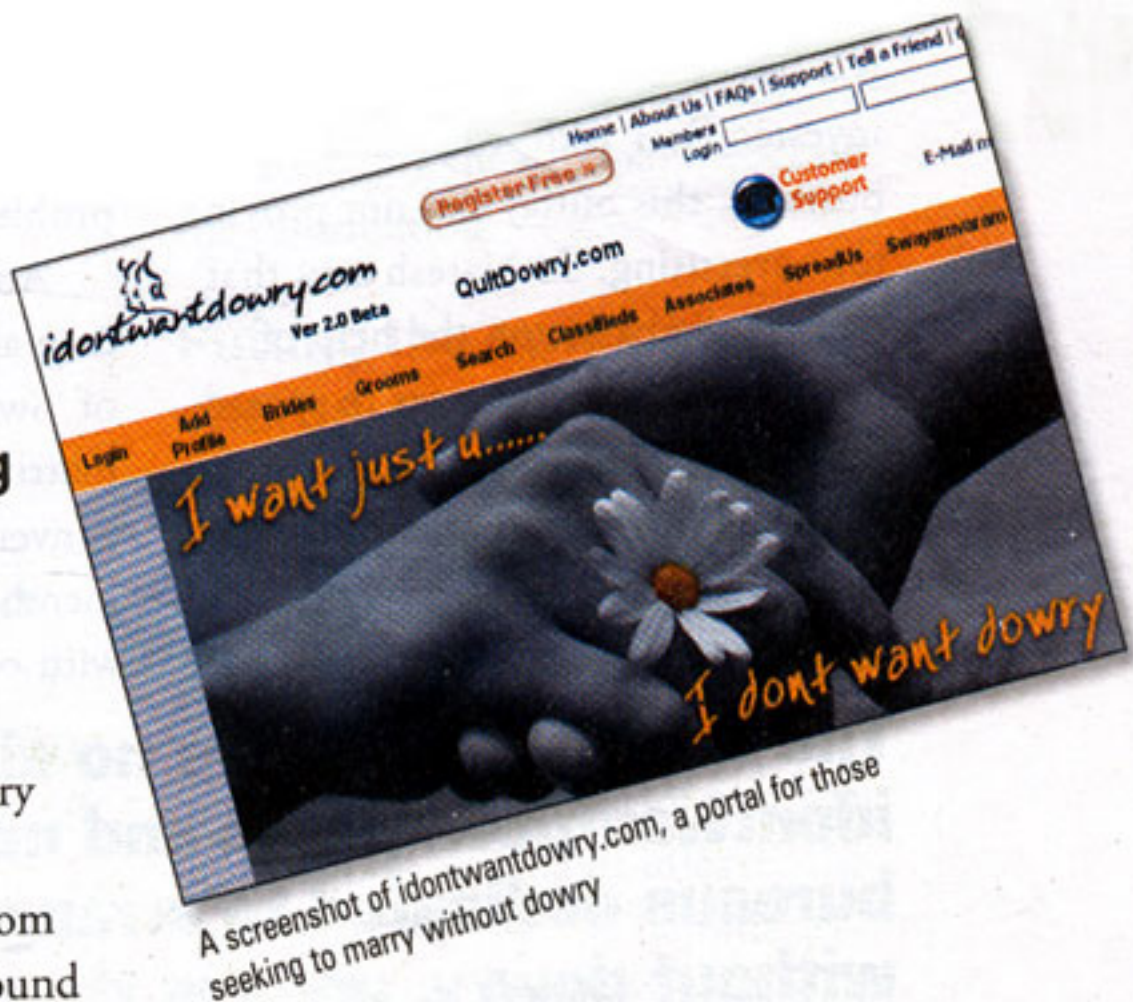 Home | About Us | FAQs | Support | Tell a Friend |
Members
Login
Register Free »
Customer
Support
E-Mail
idontwantdowry.com
Ver 2.0 Beta
QuitDowry.com
Login
Add
Profile
Brides
Grooms
Search
Classifieds
Associates
SpreadUs
Swayamvaram
I want just u......
I dont want dowry
A screenshot of idontwantdowry.com, a portal for those
seeking to marry without dowry